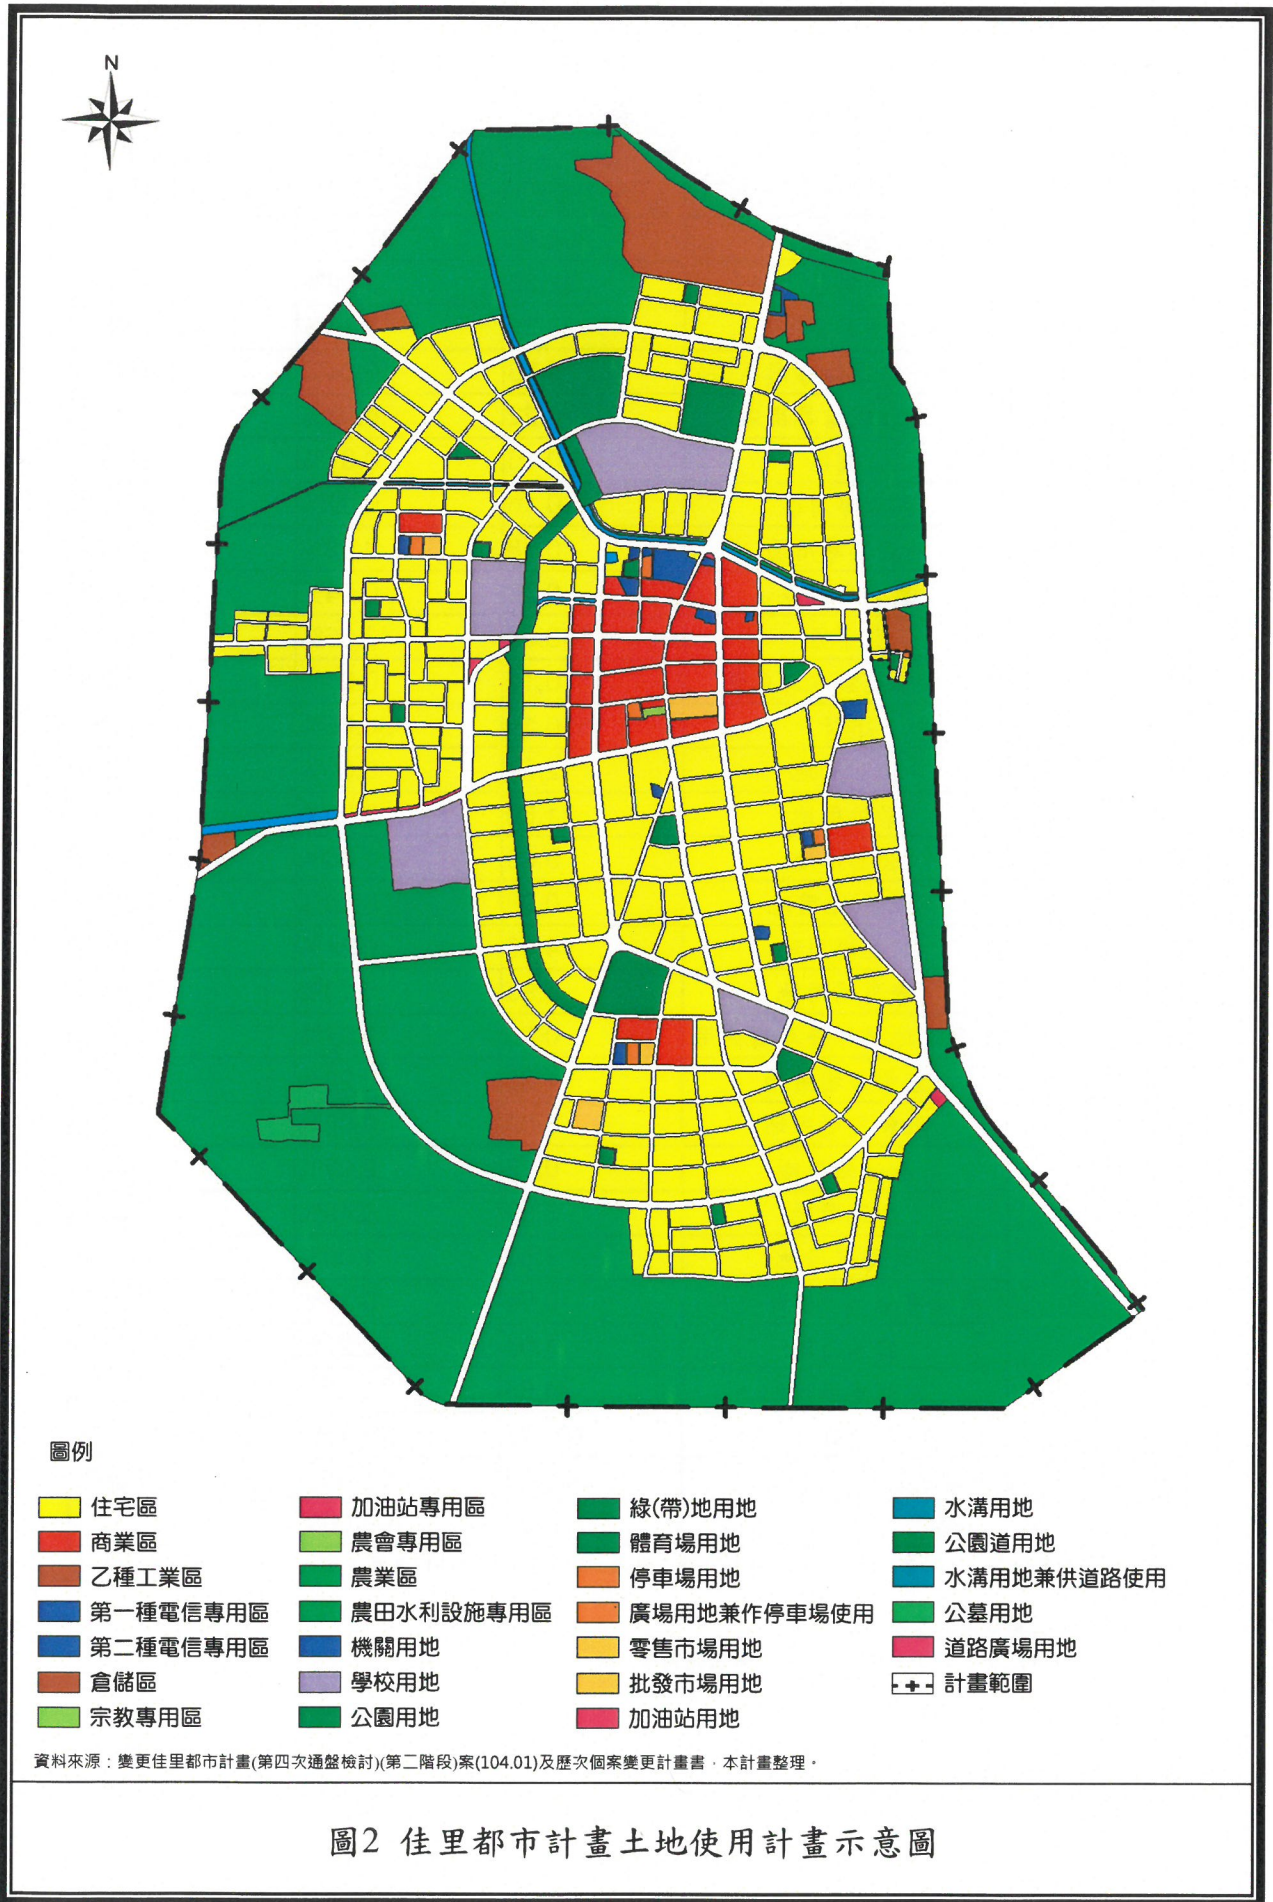 N
圖例
住宅區
商業區
乙種工業區
第一種電信專用區
第二種電信專用區
倉儲區
宗教專用區
加油站專用區
農會專用區
農業區
農田水利設施專用區
機關用地
學校用地
公園用地
綠(帶)地用地
體育場用地
停車場用地
廣場用地兼作停車場使用
零售市場用地
批發市場用地
加油站用地
水溝用地
公園道用地
水溝用地兼供道路使用
公墓用地
道路廣場用地
計畫範圍
資料來源：變更佳里都市計畫(第四次通盤檢討)(第二階段)案(104.01)及歷次個案變更計畫書，本計畫整理。
圖2 佳里都市計畫土地使用計畫示意圖